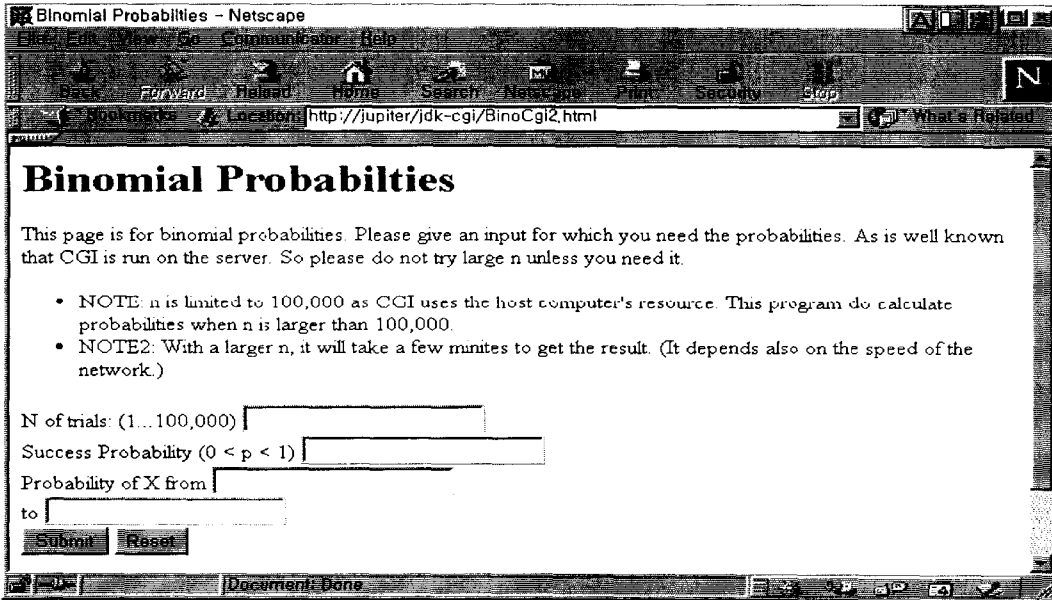 Binomial Probabilties - Netscape
File Edit View Go Communicator Help
Back Forward Reload Home Search Netscape Print Security Stop
Bookmarks Location: http://jupiter/jdk-cgi/BinoCgi2.html What's Related
Binomial Probabilties
This page is for binomial probabilities. Please give an input for which you need the probabilities. As is well known
that CGI is run on the server. So please do not try large n unless you need it.
• NOTE: n is limited to 100,000 as CGI uses the host computer's resource. This program do calculate
probabilities when n is larger than 100,000.
• NOTE2: With a larger n, it will take a few minites to get the result. (It depends also on the speed of the
network.)
N of trials: (1...100,000)
Success Probability (0 < p < 1)
Probability of X from
to
Submit Reset
Document: Done